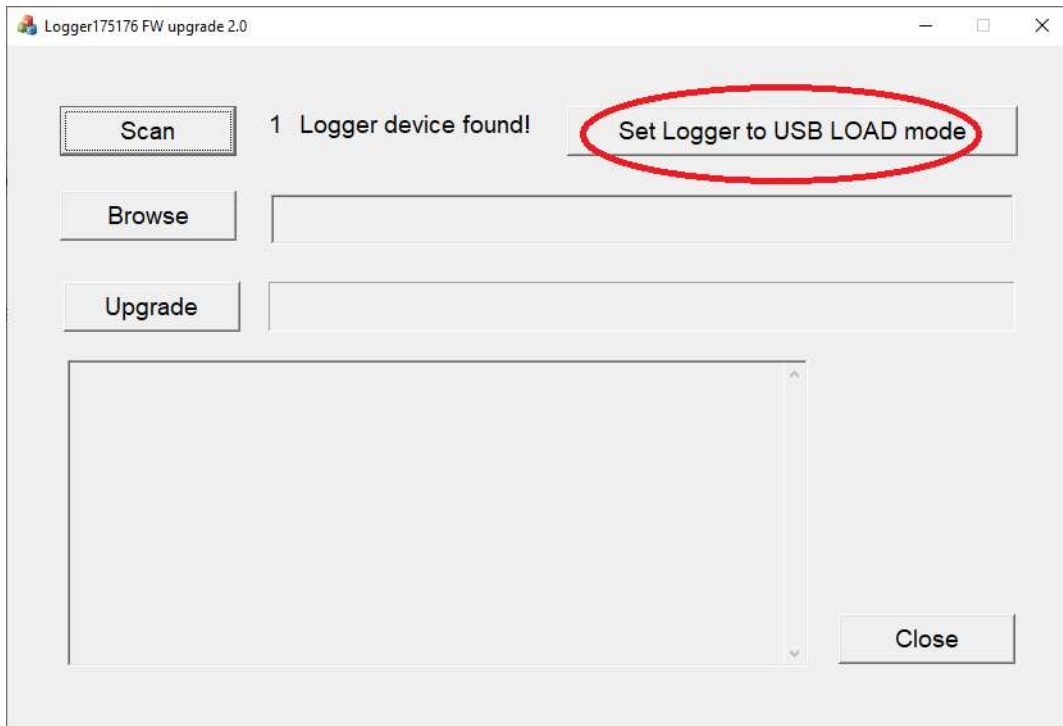 Logger175176 FW upgrade 2.0
Scan
1 Logger device found!
Set Logger to USB LOAD mode
Browse
Upgrade
Close